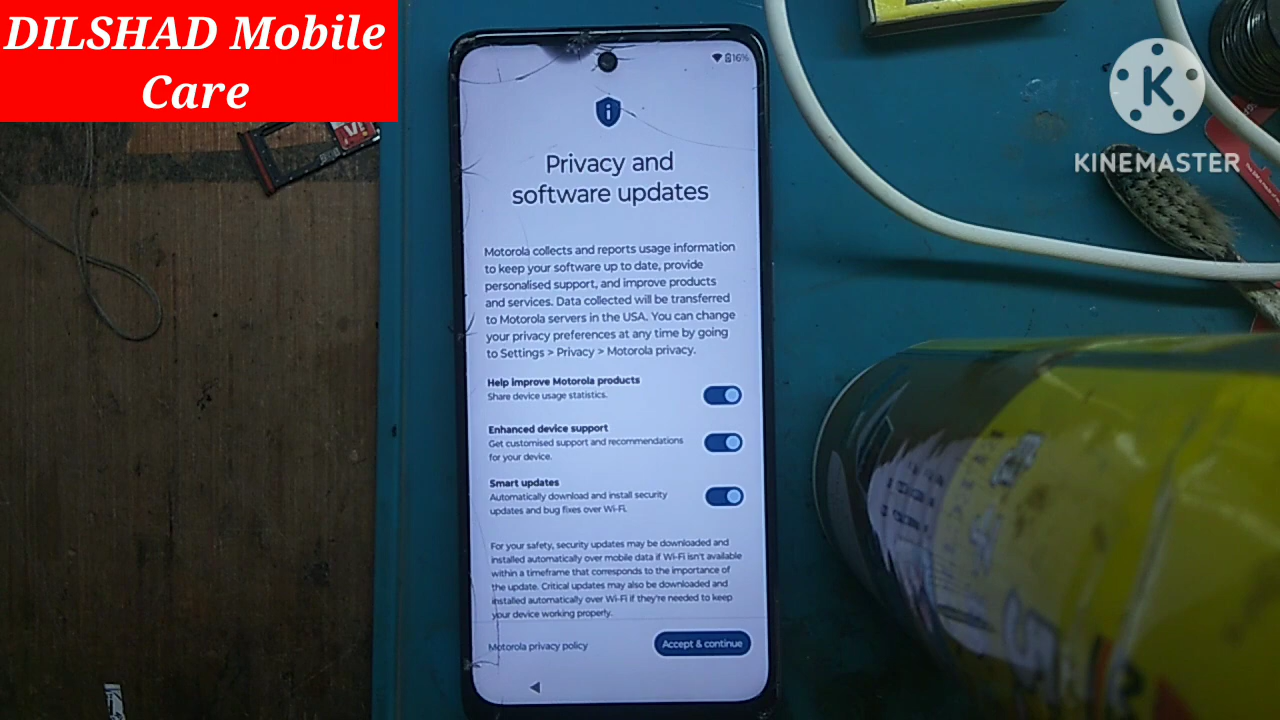 DILSHAD Mobile
Care
16%
Privacy and
software updates
Motorola collects and reports usage information
to keep your software up to date, provide
personalised support, and improve products
and services. Data collected will be transferred
to Motorola servers in the USA. You can change
your privacy preferences at any time by going
to Settings > Privacy > Motorola privacy.
Help improve Motorola products
Share device usage statistics.
Enhanced device support
Get customised support and recommendations
for your device.
Smart updates
Automatically download and install security
updates and bug fixes over Wi-Fi.
For your safety, security updates may be downloaded and
installed automatically over mobile data if Wi-Fi isn't available
within a timeframe that corresponds to the importance of
the update. Critical updates may also be downloaded and
installed automatically over Wi-Fi if they're needed to keep
your device working properly.
Motorola privacy policy
Accept & continue
K
KINEMASTER